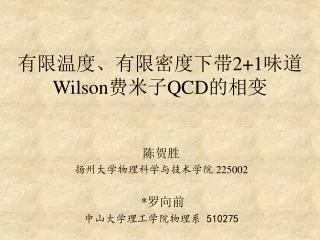 有限温度、有限密度下带2+1味道
Wilson费米子QCD的相变
陈贺胜
扬州大学物理科学与技术学院 225002
*罗向前
中山大学理工学院物理系 510275